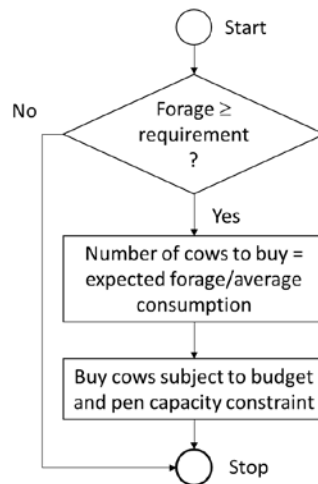 Start
No
Forage ≥
requirement
?
Yes
Number of cows to buy =
expected forage/average
consumption
Buy cows subject to budget
and pen capacity constraint
Stop